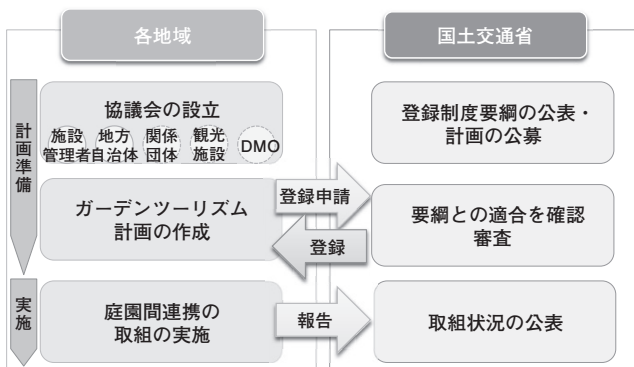 各地域
国土交通省
計画準備
協議会の設立
施設管理者
地方自治体
関係団体
観光施設
DMO
登録制度要綱の公表・
計画の公募
ガーデンツーリズム
計画の作成
登録申請
登録
要綱との適合を確認
審査
実施
庭園間連携の
取組の実施
報告
取組状況の公表